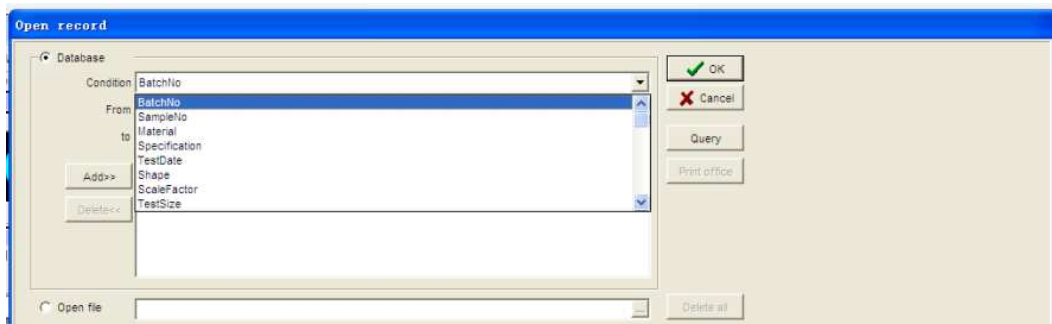 Open record
Database
OK
Condition BatchNo
Cancel
From BatchNo
SampleNo
to Material
Query
Specification
TestDate
Add>> Shape
Print office
ScaleFactor
Delete<< TestSize
Open file ... Delete all